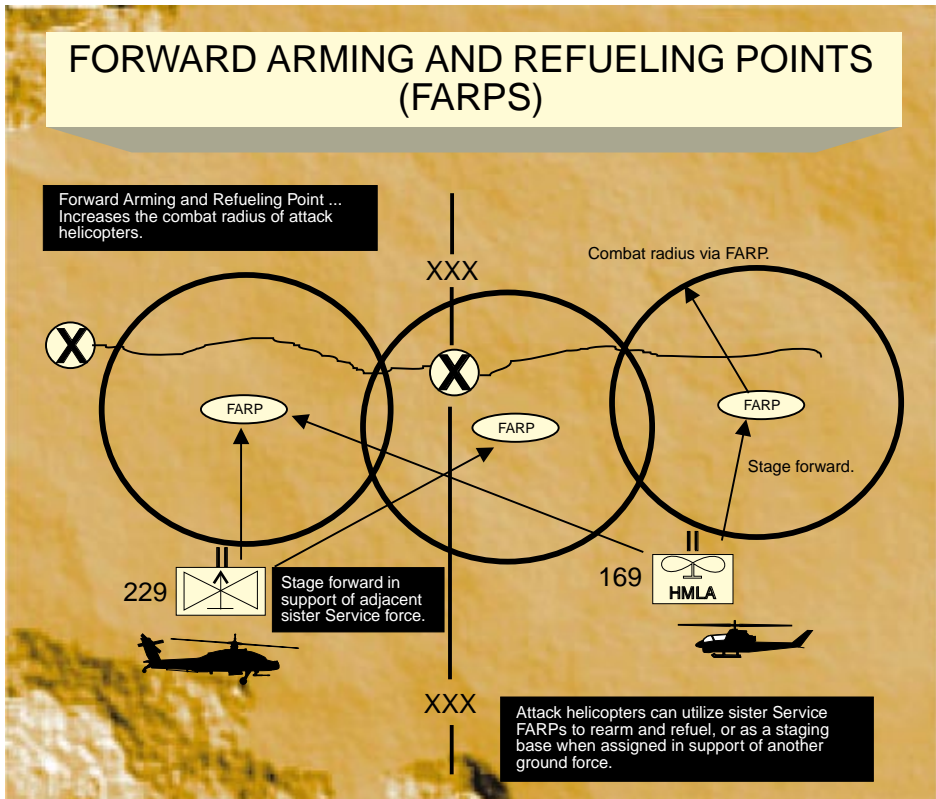 FORWARD ARMING AND REFUELING POINTS
(FARPS)
Forward Arming and Refueling Point ...
Increases the combat radius of attack
helicopters.
XXX
Combat radius via FARP.
X
X
FARP
FARP
FARP
Stage forward.
II
II
229
Stage forward in
support of adjacent
sister Service force.
169
HMLA
XXX
Attack helicopters can utilize sister Service
FARPs to rearm and refuel, or as a staging
base when assigned in support of another
ground force.